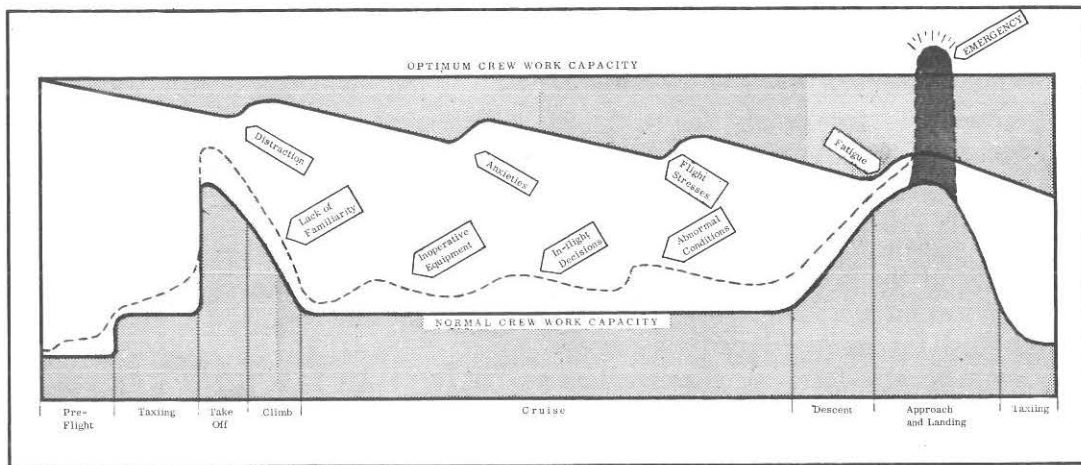 EMERGENCY
OPTIMUM CREW WORK CAPACITY
Distraction
Anxieties
Flight
Stresses
Fatigue
Lack of
Familiarity
Inoperative
Equipment
In-flight
Decisions
Abnormal
Conditions
NORMAL CREW WORK CAPACITY
Pre-
Flight
Taxiing
Take
Off
Climb
Cruise
Descent
Approach
and Landing
Taxiing